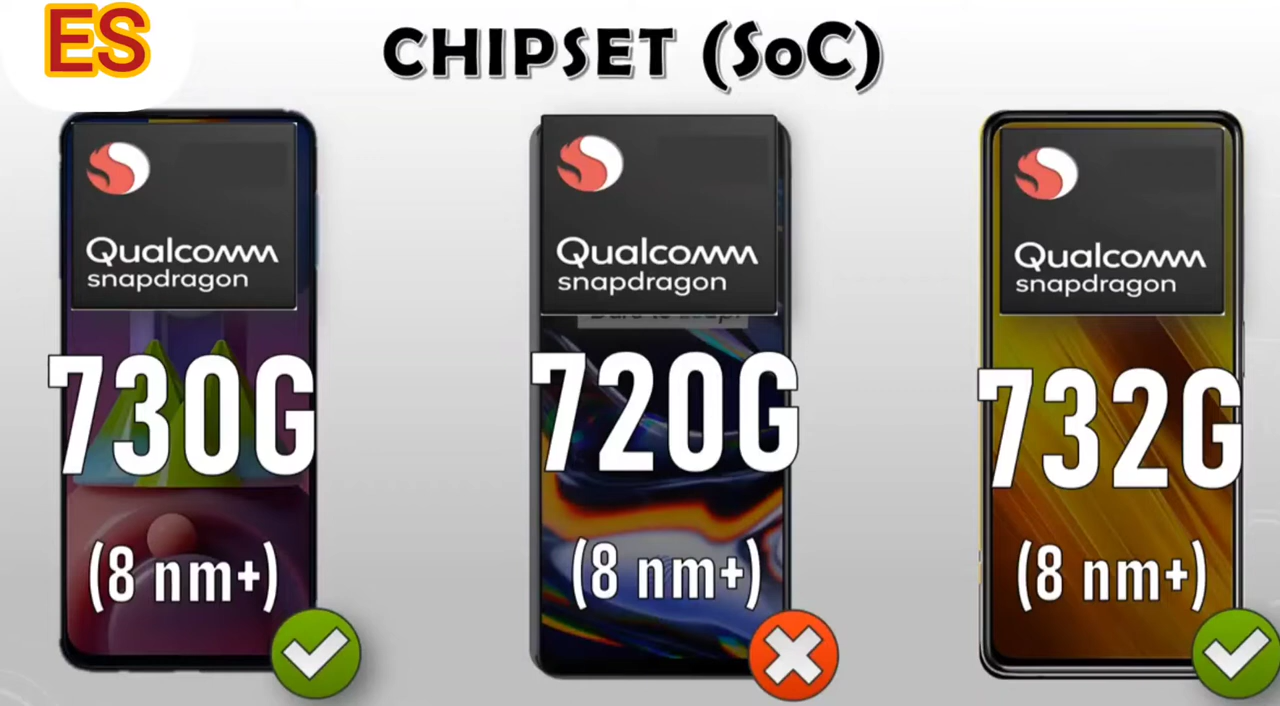 ES
CHIPSET (SoC)
Qualcomm
snapdragon
730G
(8 nm+)
Qualcomm
snapdragon
720G
(8 nm+)
Qualcomm
snapdragon
732G
(8 nm+)